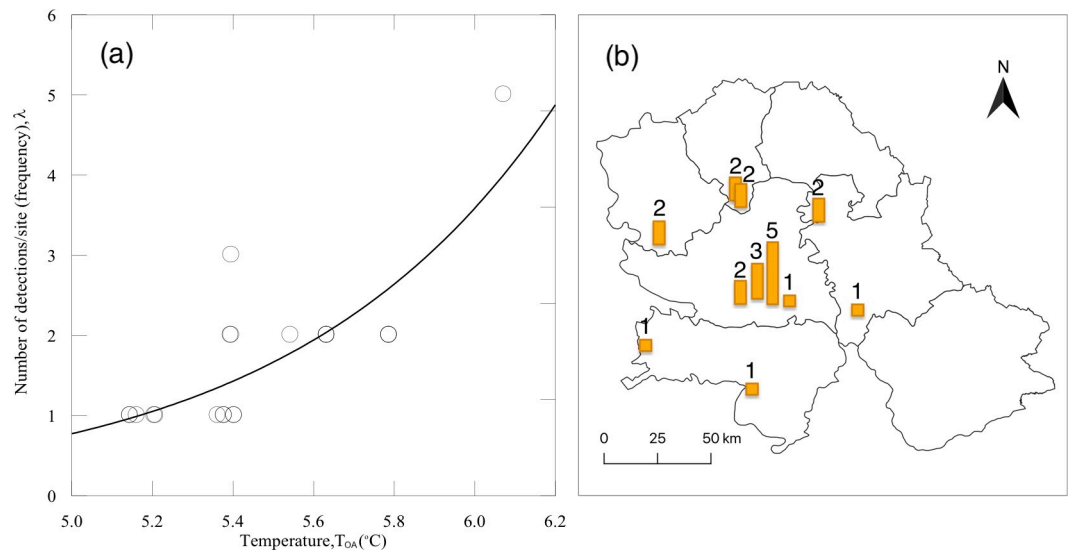 (a)
Number of detections/site (frequency), λ
6
5
4
3
2
1
0
5.0 5.2 5.4 5.6 5.8 6.0 6.2
Temperature,TOA(°C)
(b)
N
2
2
2
2
5
3
2
1
1
1
1
0 25 50 km